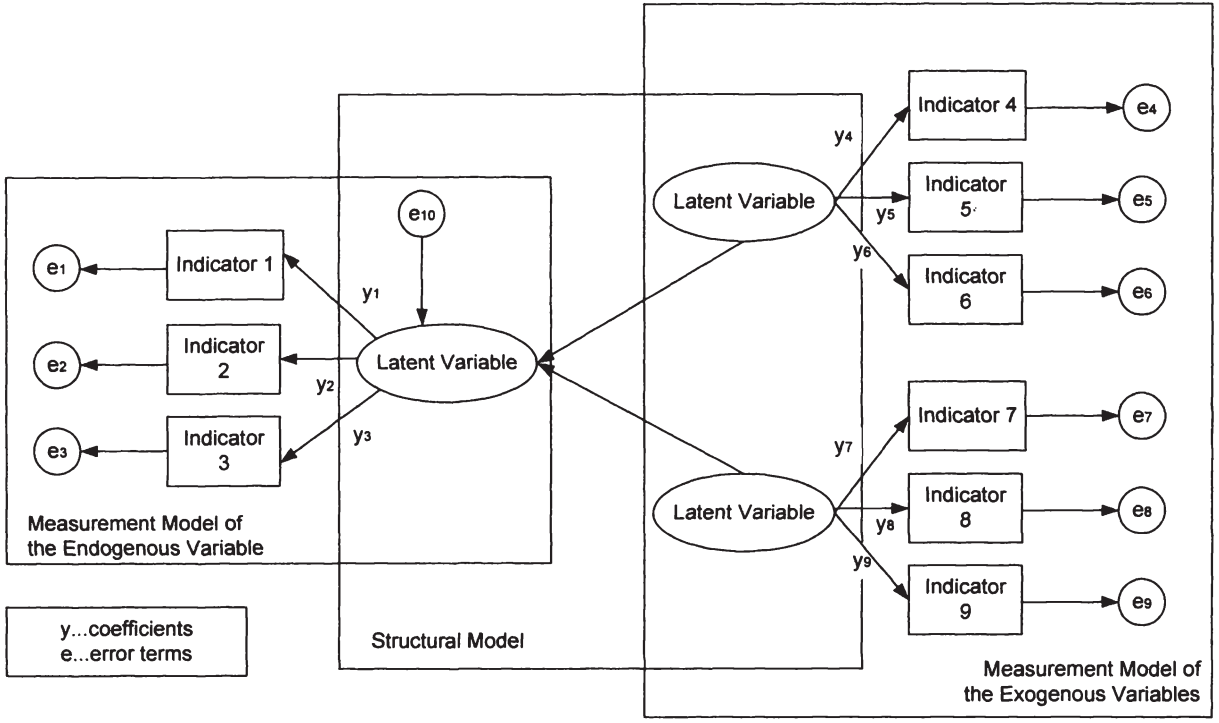 Indicator 4
e4
y4
Latent Variable
Indicator
5
e5
y5
e10
y6
Indicator 1
e1
Indicator
6
e6
y1
Indicator
2
e2
Latent Variable
y2
Indicator 7
e7
y3
Indicator
3
e3
y7
Latent Variable
Indicator
8
e8
y8
Measurement Model of
the Endogenous Variable
y9
Indicator
9
e9
y...coefficients
e...error terms
Structural Model
Measurement Model of
the Exogenous Variables